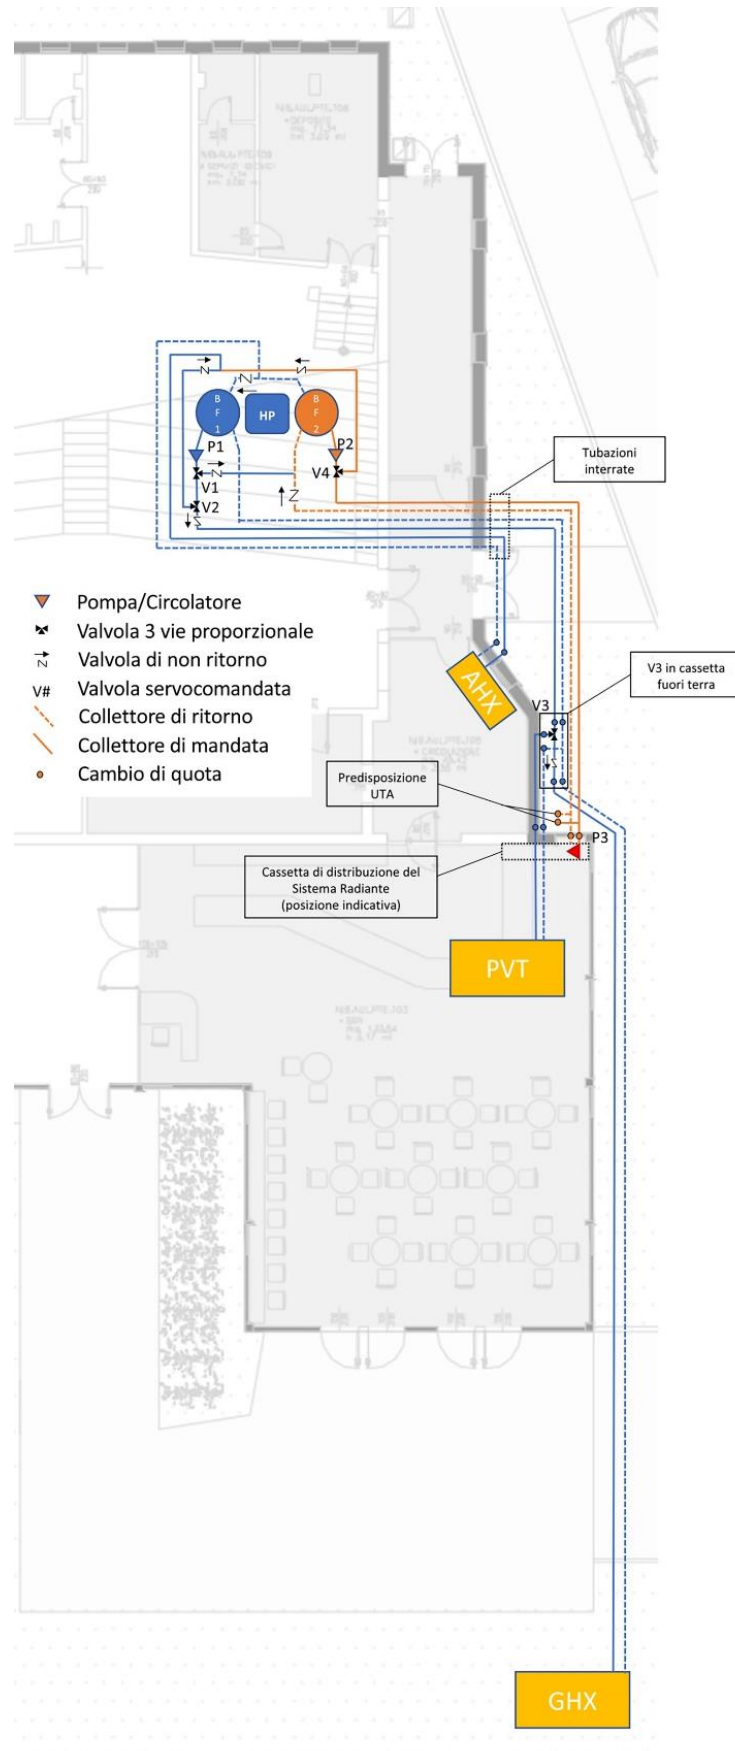 B
F
1
HP
B
F
2
P1
P2
V4
V1
V2
Tubazioni
interrate
Pompa/Circolatore
Valvola 3 vie proporzionale
Valvola di non ritorno
V# Valvola servocomandata
Collettore di ritorno
Collettore di mandata
Cambio di quota
AHX
V3
V3 in cassetta
fuori terra
Predisposizione
UTA
P3
Cassetta di distribuzione del
Sistema Radiante
(posizione indicativa)
PVT
GHX